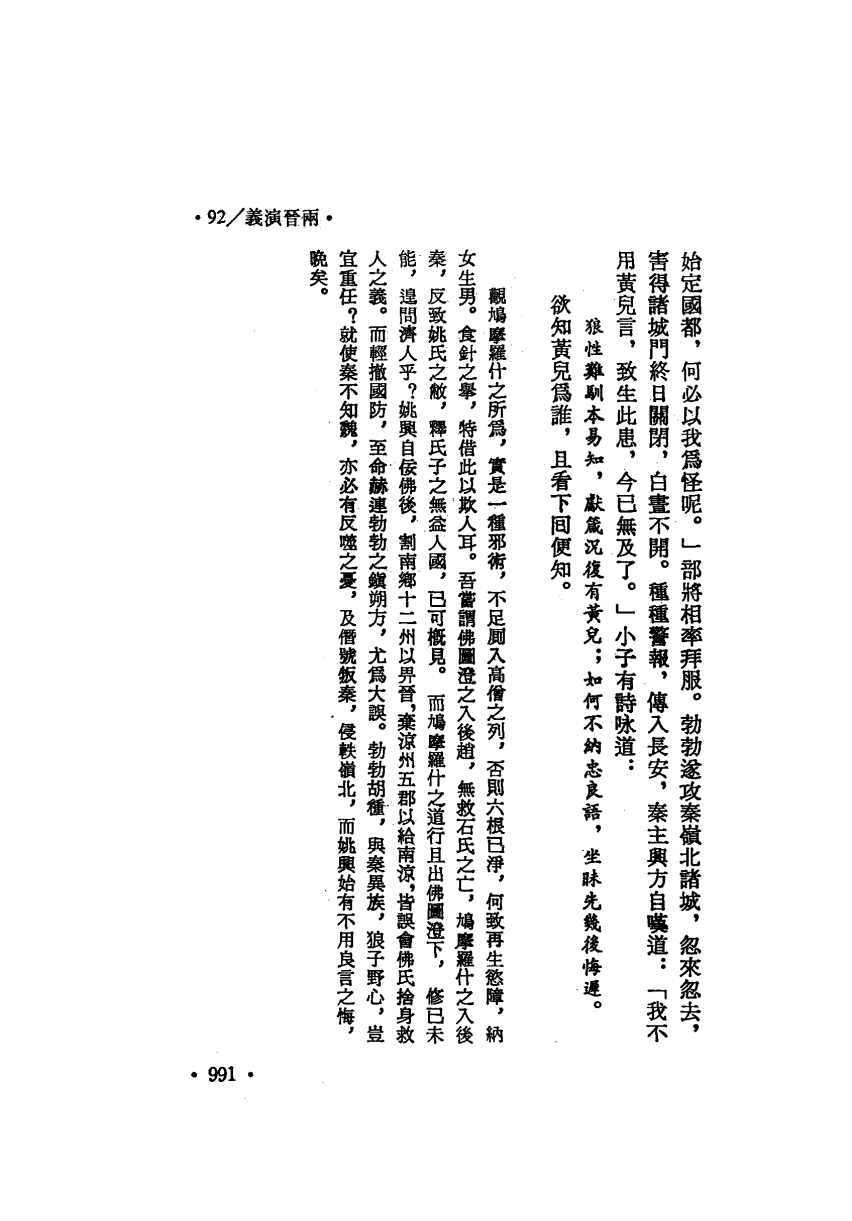 ·92/義演晉兩·
始定國都，何必以我爲怪呢。」部將相率拜服。勃勃遂攻秦嶺北諸城，忽來忽去，
害得諸城門終日關閉，白晝不開。種種警報，傳入長安，秦主興方自嘆道：「我不
用黃兒言，致生此患，今已無及了。」小子有詩咏道：
狼性難馴本易知，獻箴況復有黃兒；如何不納忠良語，坐昧先幾後悔遲。
欲知黃兒爲誰，且看下回便知。
觀鳩摩羅什之所爲，實是一種邪術，不足厠入高僧之列，否則六根已淨，何致再生慾障，納
女生男。食針之舉，特借此以欺人耳。吾嘗謂佛圖澄之入後趙，無救石氏之亡，鳩摩羅什之入後
秦，反致姚氏之敝，釋氏子之無益人國，已可槪見。而鳩摩羅什之道行且出佛圖澄下，修已未
能，遑問濟人乎？姚興自佞佛後，割南鄉十二州以畀晉，棄涼州五郡以給南涼，皆誤會佛氏捨身救
人之義。而輕撤國防，至命赫連勃勃之鎭朔方，尤爲大誤。勃勃胡種，與秦異族，狼子野心，豈
宜重任？就使秦不知魏，亦必有反噬之憂，及僭號叛秦，侵軼嶺北，而姚興始有不用良言之悔，
晩矣。
·991·